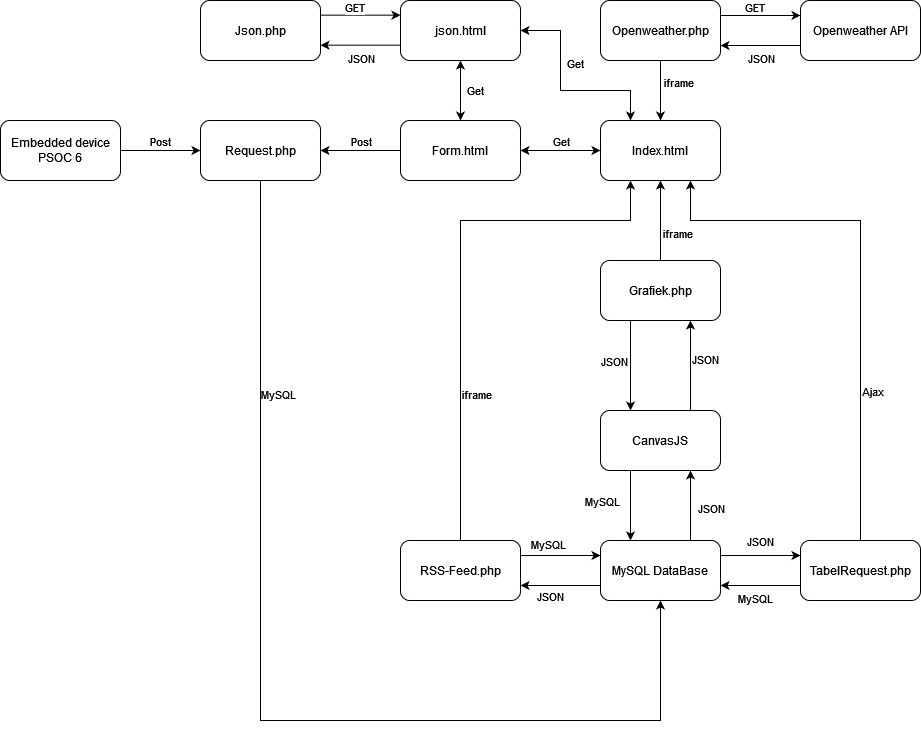 GET
GET
Json.php
json.html
Openweather.php
Openweather API
JSON
JSON
Get
iframe
Get
Embedded device
PSOC 6
Post
Request.php
Post
Form.html
Get
Index.html
iframe
Grafiek.php
JSON
JSON
MySQL
iframe
Ajax
CanvasJS
MySQL
JSON
MySQL
JSON
RSS-Feed.php
MySQL DataBase
TabelRequest.php
JSON
MySQL